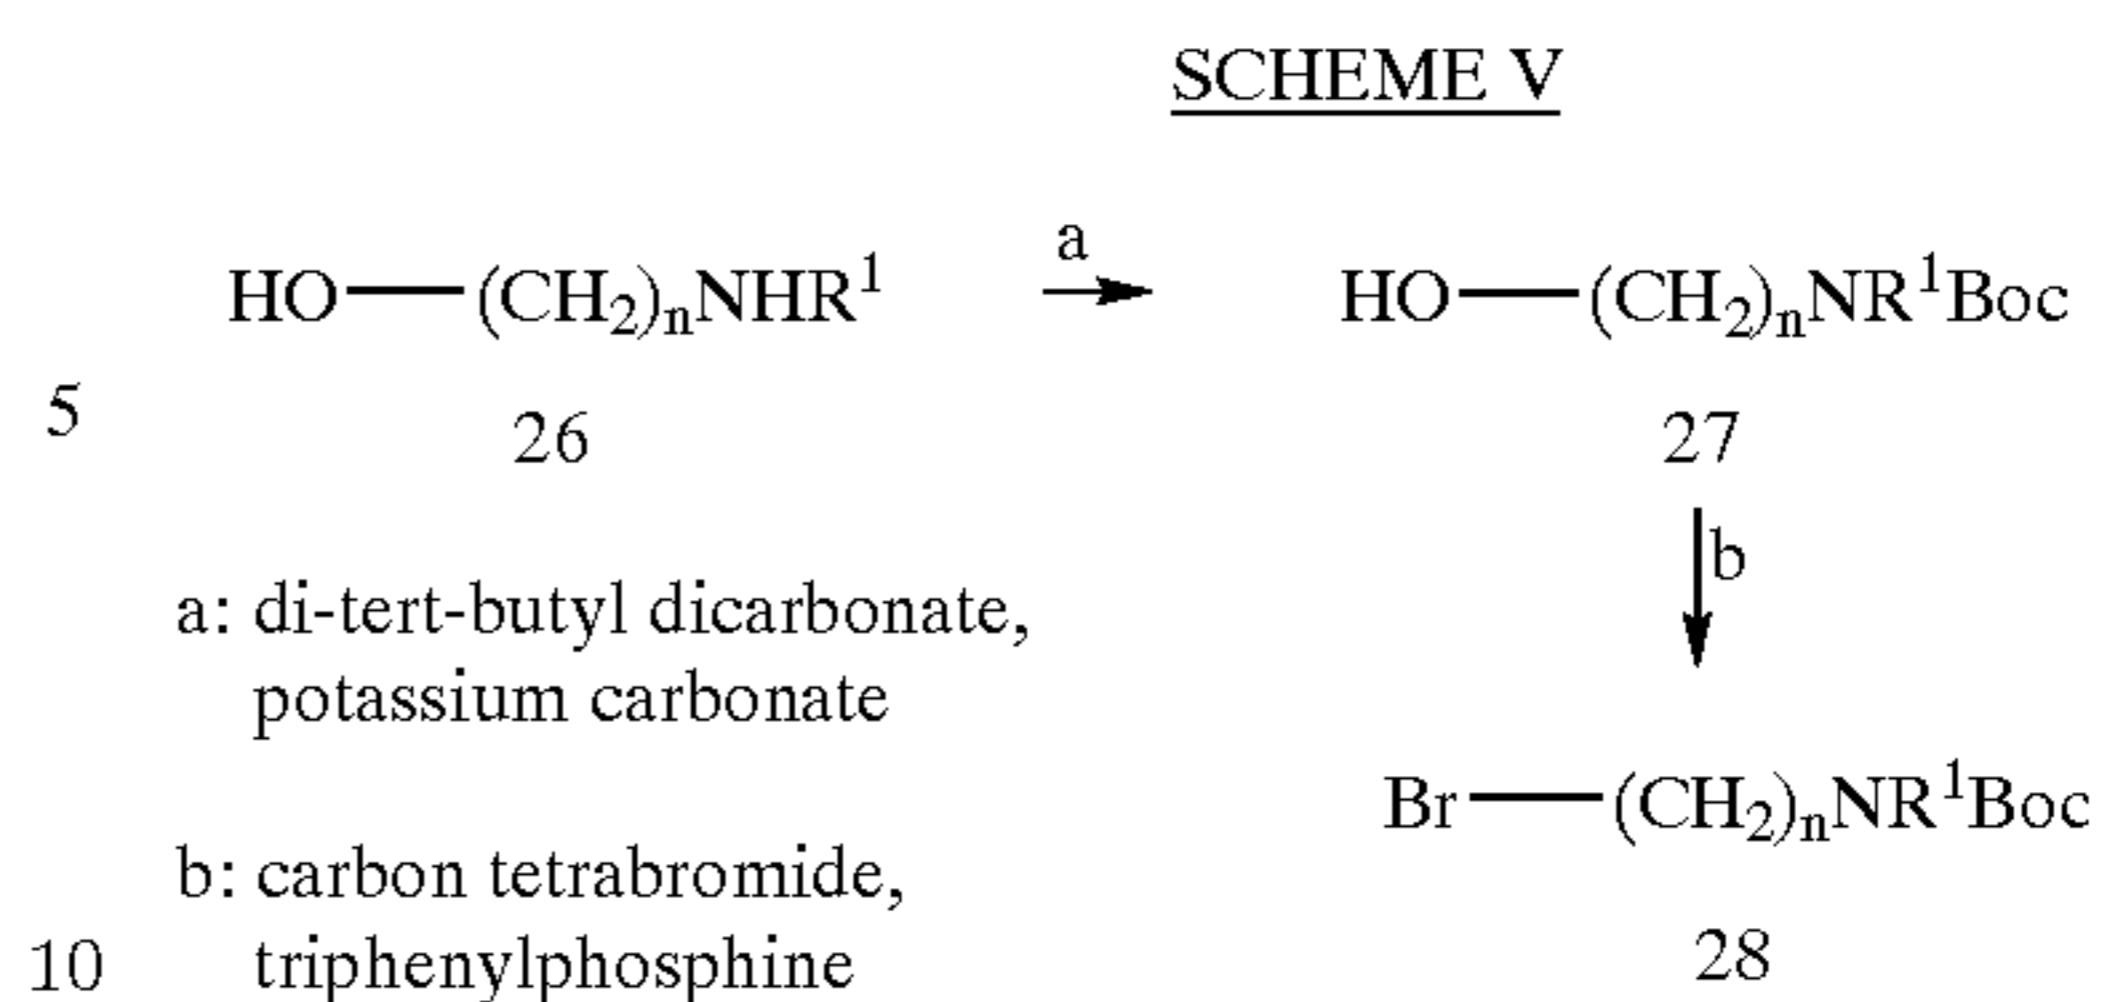 SCHEME V
HO—(CH₂)ₙNHR¹ a HO—(CH₂)ₙNR¹Boc
5 26 27
b
a: di-tert-butyl dicarbonate,
potassium carbonate
Br—(CH₂)ₙNR¹Boc
b: carbon tetrabromide,
10 triphenylphosphine 28